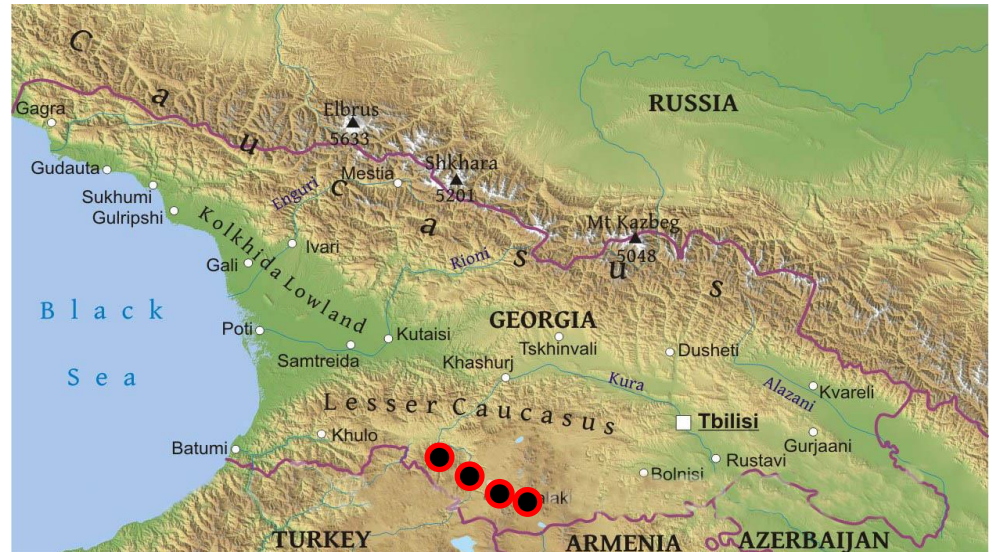 C a u c a s u s
Elbrus
5633
RUSSIA
Gagra
Shkhara
5201
Mestia
Gudauta
Enguri
Sukhumi
Gulripshi
Mt Kazbeg
5048
Kolkhida Lowland
Ivari
Rioni
Gali
Black
Sea
Poti
Kutaisi
GEORGIA
Samtreida
Tskhinvali
Dusheti
Khashurj
Kura
Alazani
Kvareli
Lesser Caucasus
Tbilisi
Batumi
Khulo
Gurjaani
Rustavi
Bolnisi
TURKEY
ARMENIA
AZERBAIJAN